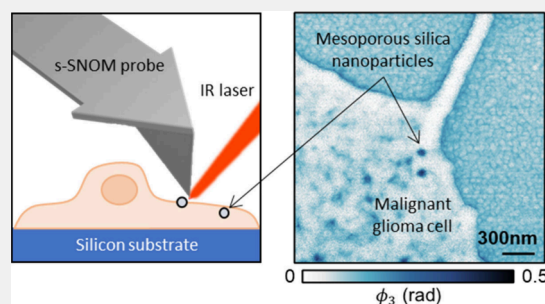 s-SNOM probe
IR laser
Silicon substrate
Mesoporous silica
nanoparticles
Malignant
glioma cell
300nm
0
0.5
ϕ₃ (rad)